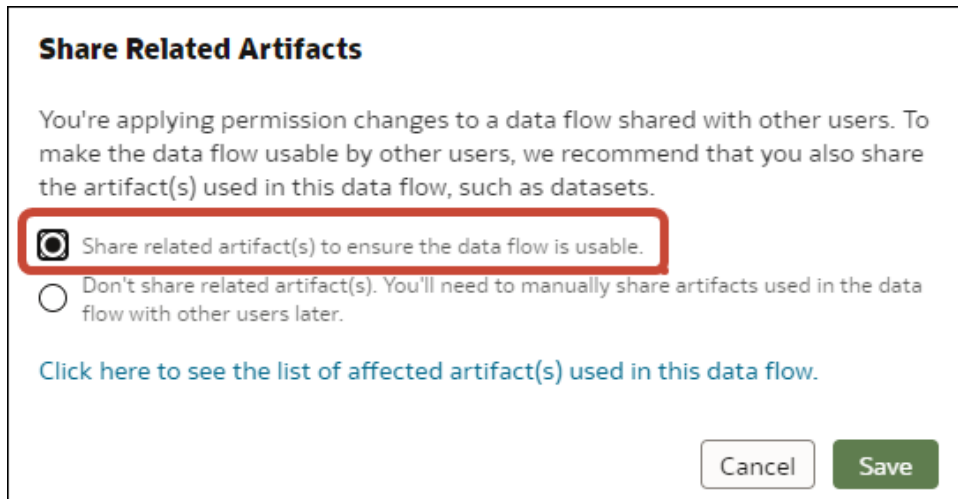 Share Related Artifacts
You're applying permission changes to a data flow shared with other users. To
make the data flow usable by other users, we recommend that you also share
the artifact(s) used in this data flow, such as datasets.
Share related artifact(s) to ensure the data flow is usable.
Don't share related artifact(s). You'll need to manually share artifacts used in the data
flow with other users later.
Click here to see the list of affected artifact(s) used in this data flow.
Cancel Save